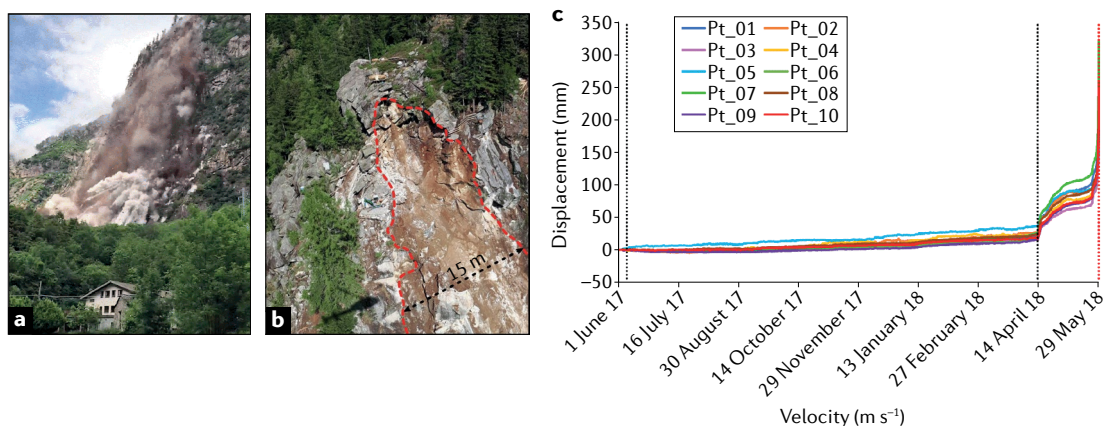 a
b
15 m
c
Displacement (mm)
350
300
250
200
150
100
50
0
−50
Pt_01 Pt_02
Pt_03 Pt_04
Pt_05 Pt_06
Pt_07 Pt_08
Pt_09 Pt_10
1 June 17
16 July 17
30 August 17
14 October 17
29 November 17
13 January 18
27 February 18
14 April 18
29 May 18
Velocity (m s⁻¹)